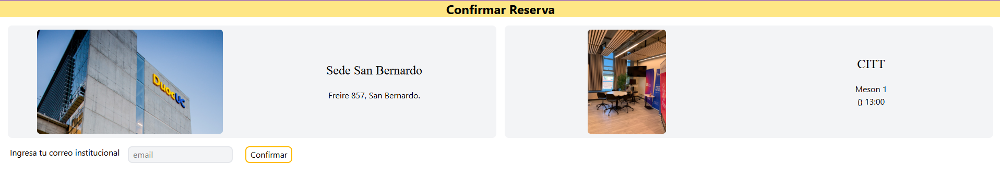 Confirmar Reserva
DuocUC
Sede San Bernardo
Freire 857, San Bernardo.
CITT
Meson 1
() 13:00
Ingresa tu correo institucional
email
Confirmar